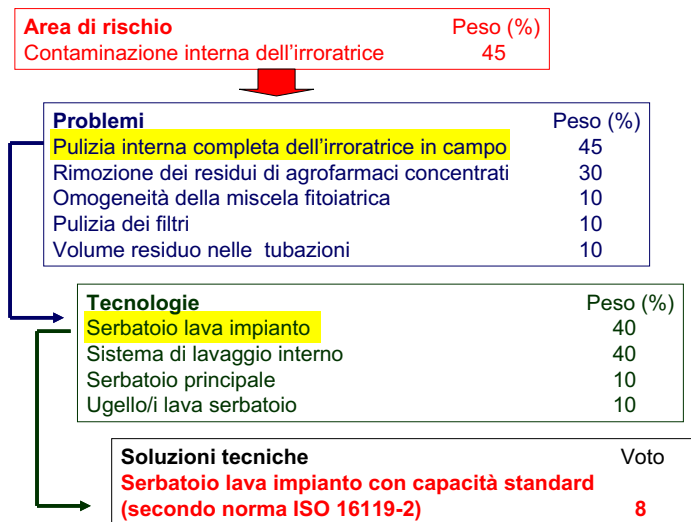 Area di rischio Peso (%)
Contaminazione interna dell’irroratrice 45
Problemi Peso (%)
Pulizia interna completa dell’irroratrice in campo 45
Rimozione dei residui di agrofarmaci concentrati 30
Omogeneità della miscela fitoiatrica 10
Pulizia dei filtri 10
Volume residuo nelle tubazioni 10
Tecnologie Peso (%)
Serbatoio lava impianto 40
Sistema di lavaggio interno 40
Serbatoio principale 10
Ugello/i lava serbatoio 10
Soluzioni tecniche Voto
Serbatoio lava impianto con capacità standard
(secondo norma ISO 16119-2) 8